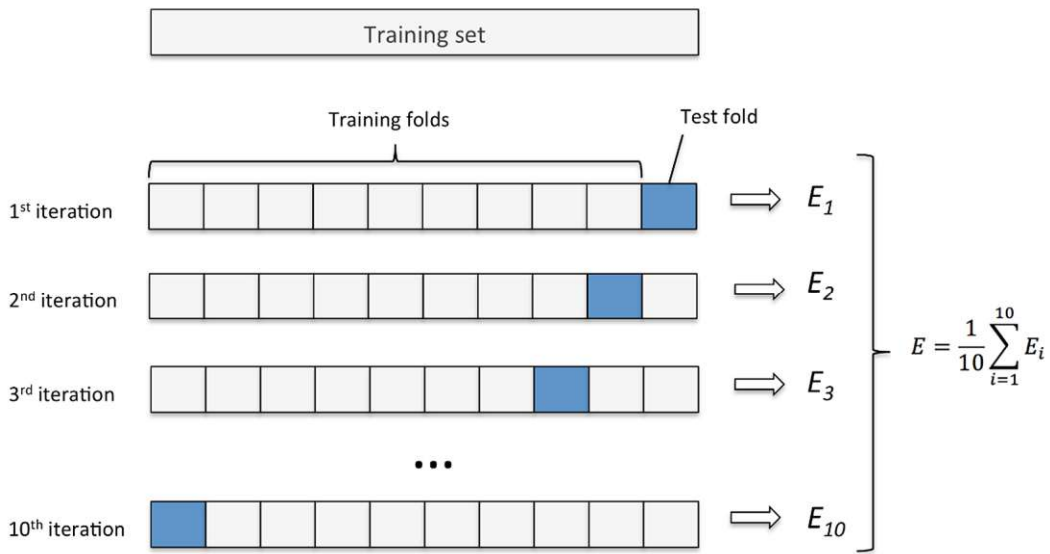 Training set
Training folds
Test fold
1st iteration
E1
2nd iteration
E2
3rd iteration
E3
E = 1/10 10∑i=1 Ei
...
10th iteration
E10